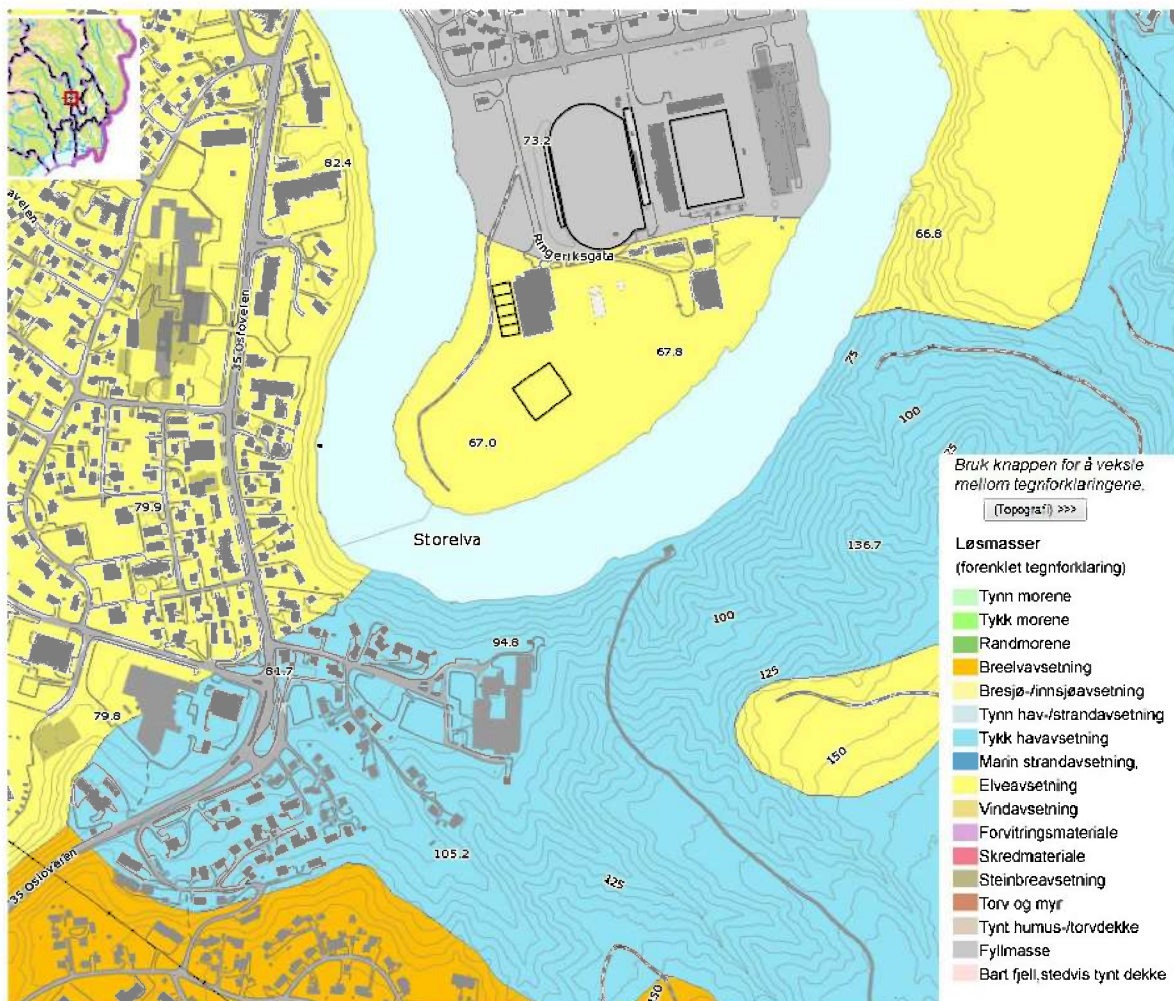 82.4
73.2
aveien
Ringeriksgata
66.8
35 Osloveien
67.8
75
67.0
100
79.9
Storelva
136.7
100
94.8
81.7
125
79.8
150
105.2
35 Osloveien
125
150
Bruk knappen for å veksle
mellom tegnforklaringene.
(Topografi) >>>
Løsmasser
(forenklet tegnforklaring)
Tynn morene
Tykk morene
Randmorene
Breelvavsetning
Bresjø-/innsjøavsetning
Tynn hav-/strandavsetning
Tykk havavsetning
Marin strandavsetning,
Elveavsetning
Vindavsetning
Forvitringsmateriale
Skredmateriale
Steinbreavsetning
Torv og myr
Tynt humus-/torvdekke
Fyllmasse
Bart fjell,stedvis tynt dekke